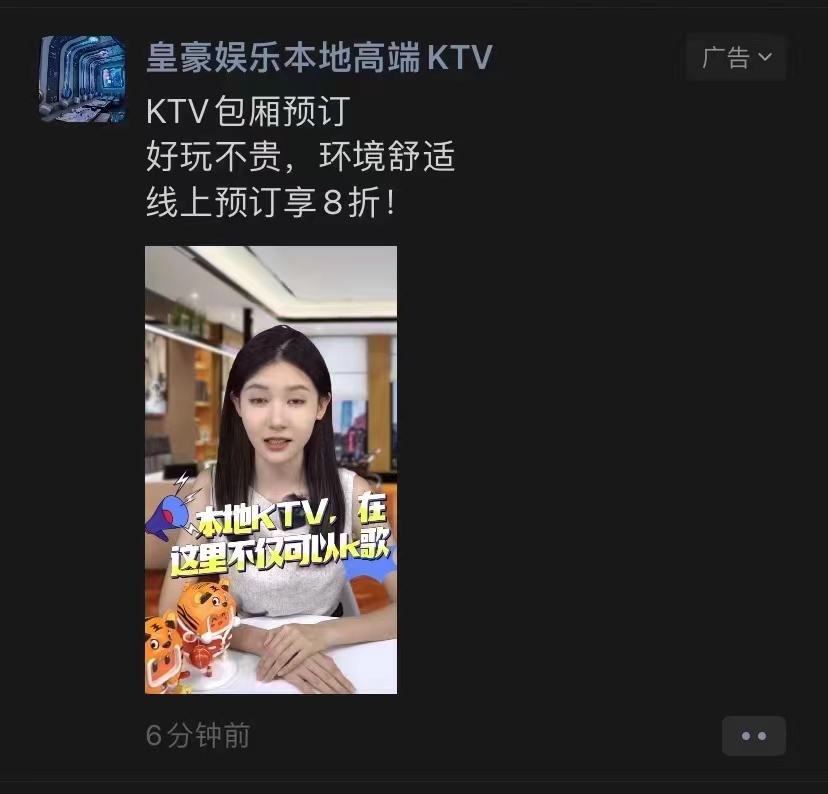 皇豪娱乐本地高端KTV
广告
KTV包厢预订
好玩不贵，环境舒适
线上预订享8折！
本地KTV，在
这里不仅可以k歌
6分钟前